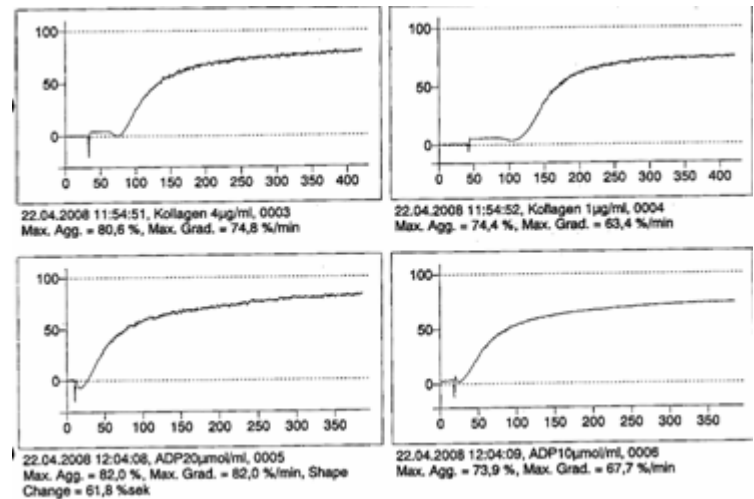 100
50
0
0 50 100 150 200 250 300 350 400
22.04.2008 11:54:51, Kollagen 4µg/ml, 0003
Max. Agg. = 80,6 %, Max. Grad. = 74,8 %/min
100
50
0
0 50 100 150 200 250 300 350 400
22.04.2008 11:54:52, Kollagen 1µg/ml, 0004
Max. Agg. = 74,4 %, Max. Grad. = 63,4 %/min
100
50
0
0 50 100 150 200 250 300 350
22.04.2008 12:04:08, ADP20µmol/ml, 0005
Max. Agg. = 82,0 %, Max. Grad. = 82,0 %/min, Shape
Change = 61,8 %sek
100
50
0
0 50 100 150 200 250 300 350
22.04.2008 12:04:09, ADP10µmol/ml, 0006
Max. Agg. = 73,9 %, Max. Grad. = 67,7 %/min